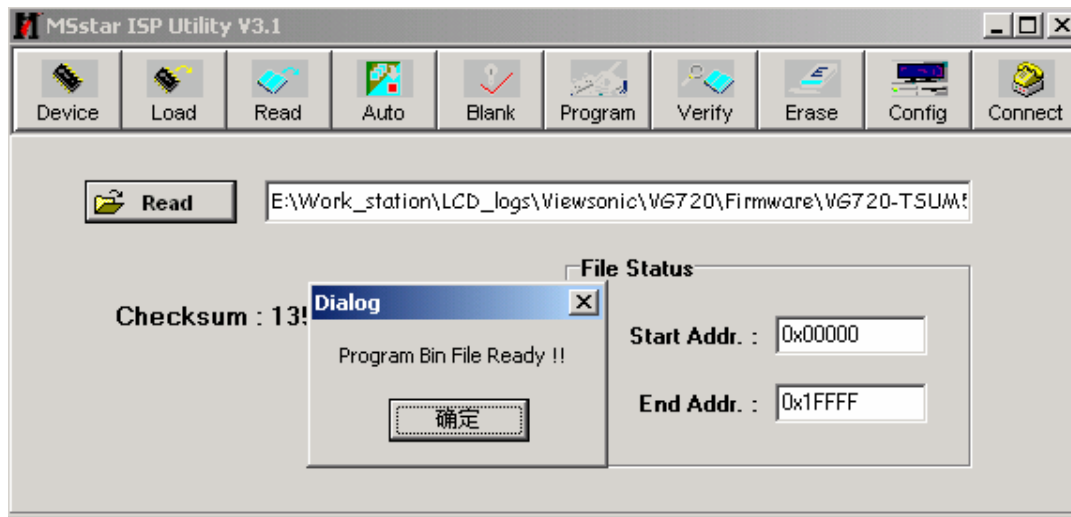 MSstar ISP Utility V3.1
Device Load Read Auto Blank Program Verify Erase Config Connect
Read E:\Work_station\LCD_logs\Viewsonic\VG720\Firmware\VG720-TSUM
File Status
Checksum : 13
Dialog
Program Bin File Ready !!
确定
Start Addr. : 0x00000
End Addr. : 0x1FFFF